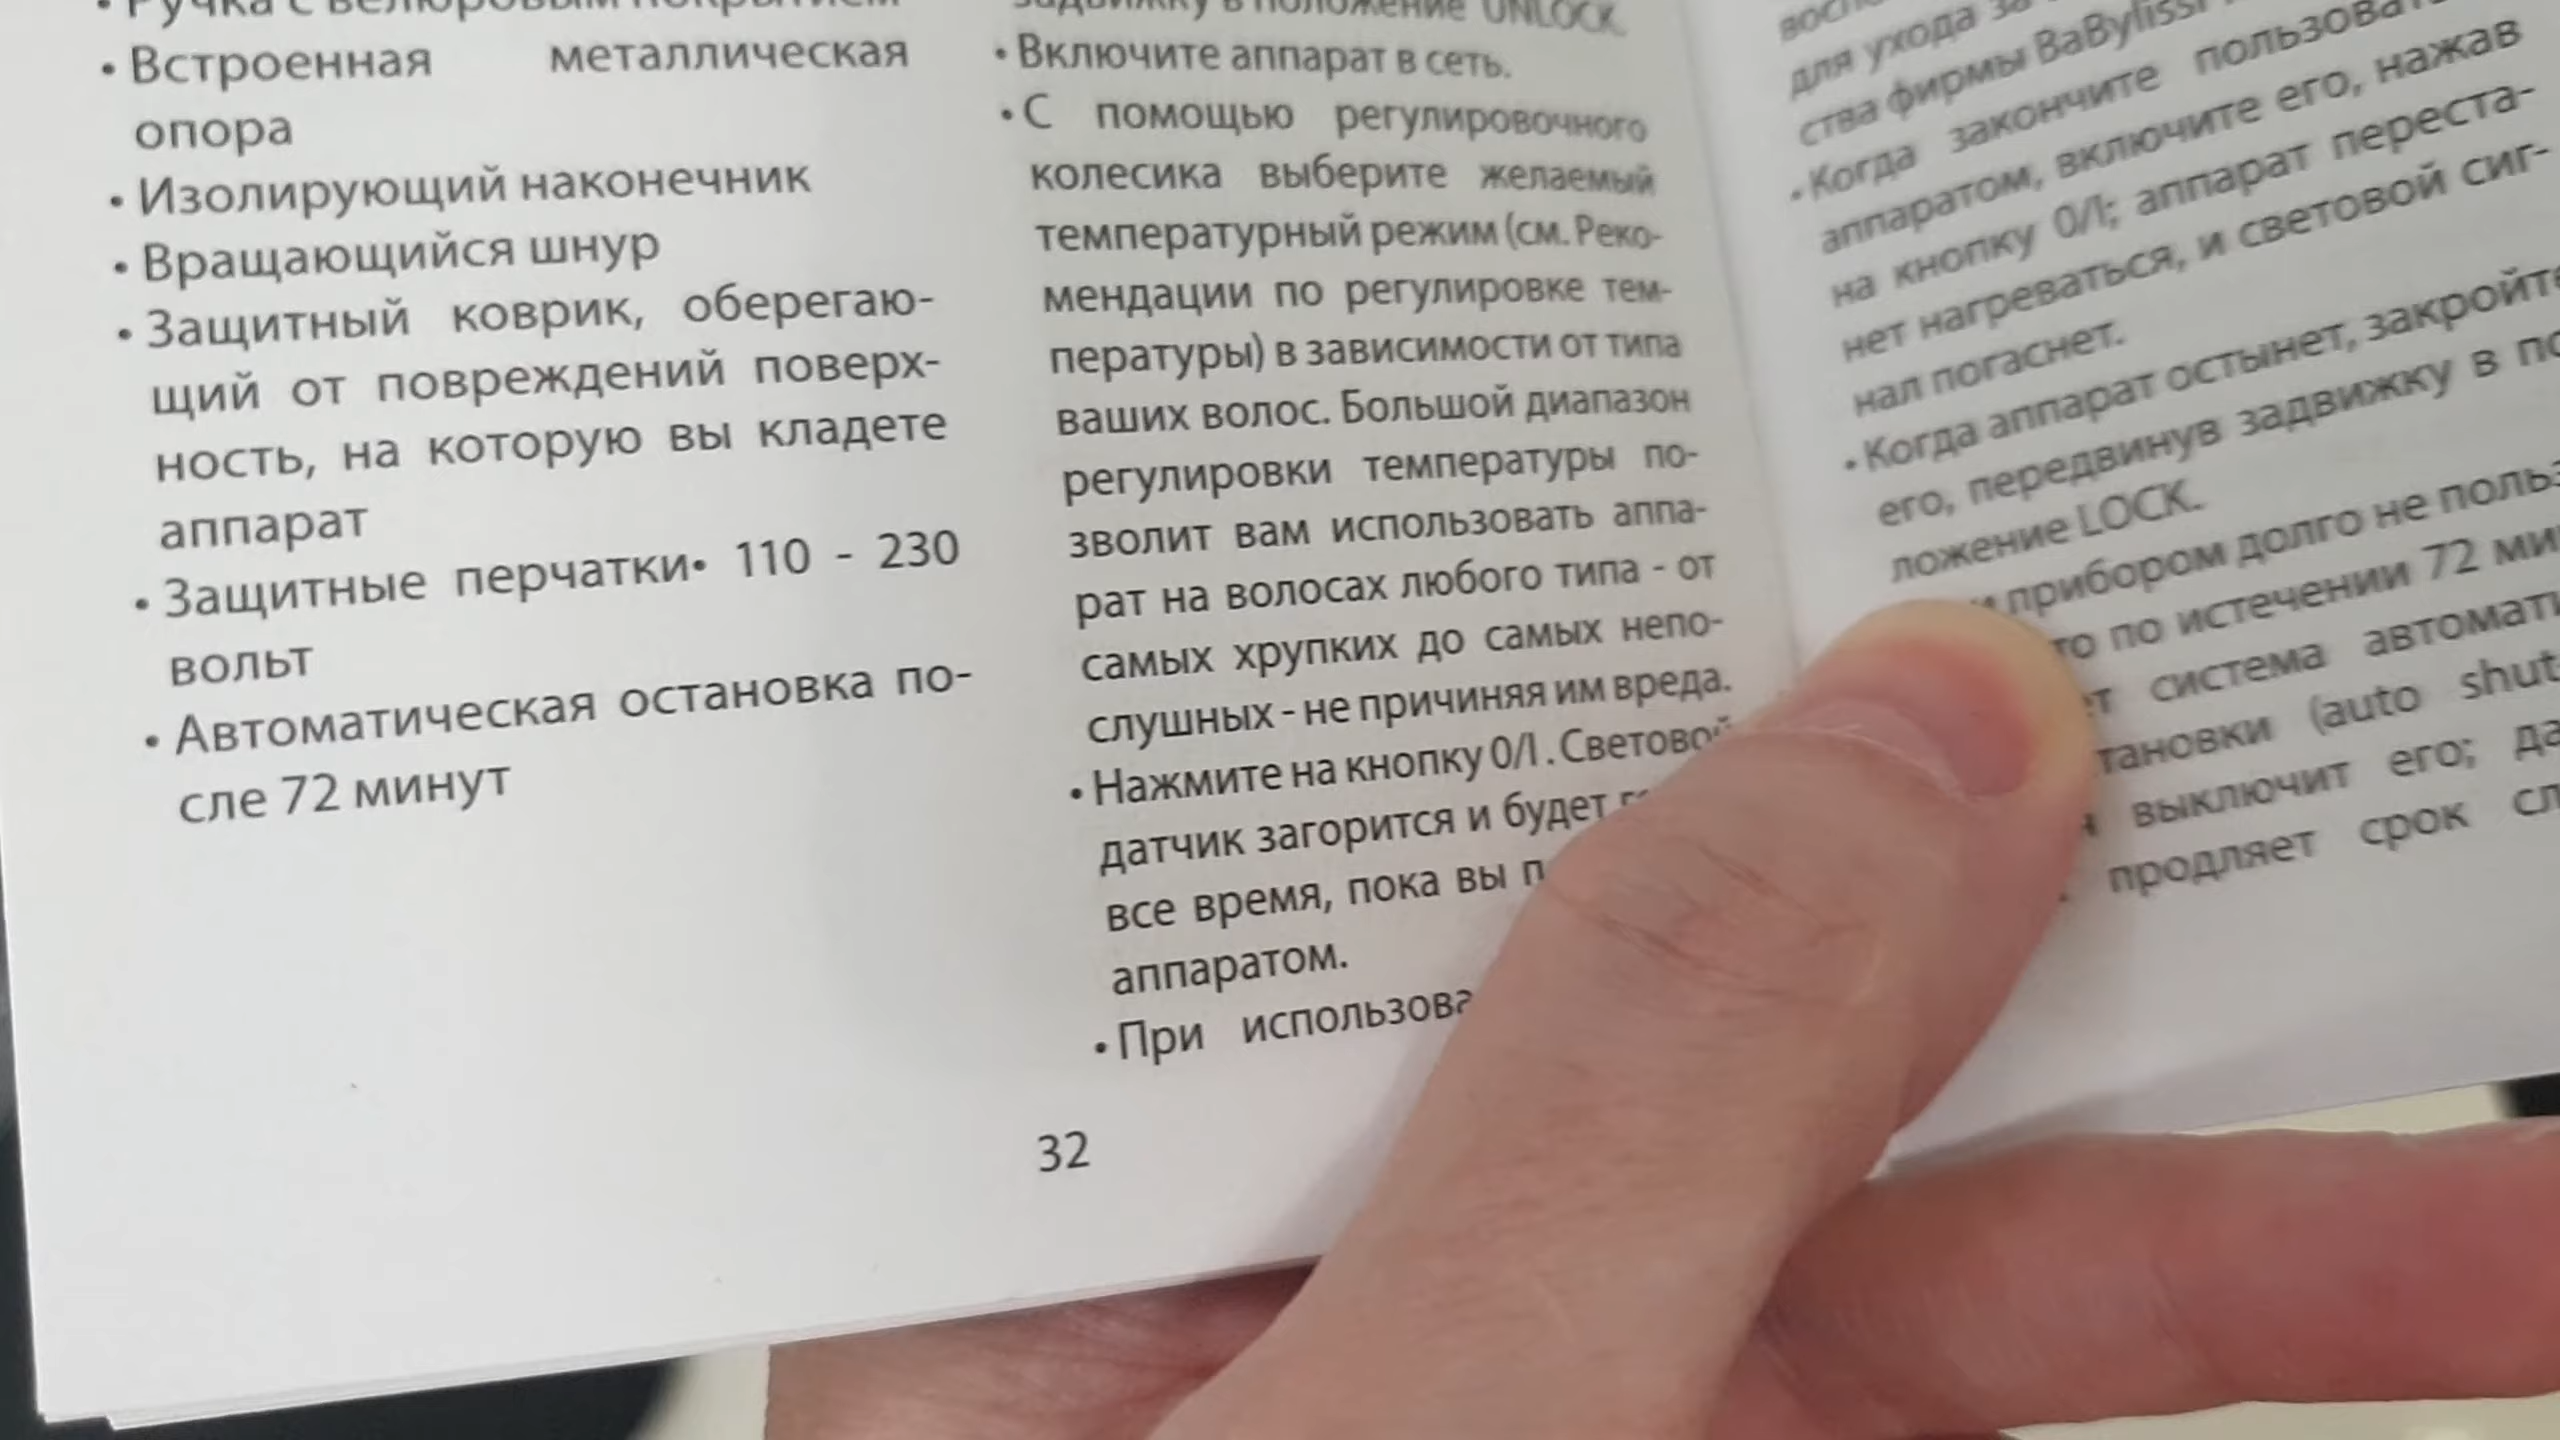 • Ручка с велюровым покрытием
• Встроенная металлическая
опора
• Изолирующий наконечник
• Вращающийся шнур
• Защитный коврик, оберегаю-
щий от повреждений поверх-
ность, на которую вы кладете
аппарат
• Защитные перчатки• 110 - 230
вольт
• Автоматическая остановка по-
сле 72 минут
задвижку в положение UNLOCK.
• Включите аппарат в сеть.
• С помощью регулировочного
колесика выберите желаемый
температурный режим (см. Реко-
мендации по регулировке тем-
пературы) в зависимости от типа
ваших волос. Большой диапазон
регулировки температуры по-
зволит вам использовать аппа-
рат на волосах любого типа - от
самых хрупких до самых непо-
слушных - не причиняя им вреда.
• Нажмите на кнопку 0/I . Световой
датчик загорится и будет
все время, пока вы
аппаратом.
• При
32
для ухода за
ства фирмы BaByliss
• Когда закончите
аппаратом, включите его, нажав
на кнопку 0/I; аппарат переста-
нет нагреваться, и световой сиг-
нал погаснет.
• Когда аппарат остынет, закройте
его, передвинув задвижку в по
ложение LOCK.
прибором долго не
по истечении 72
система
(auto shut
выключит его;
продляет срок